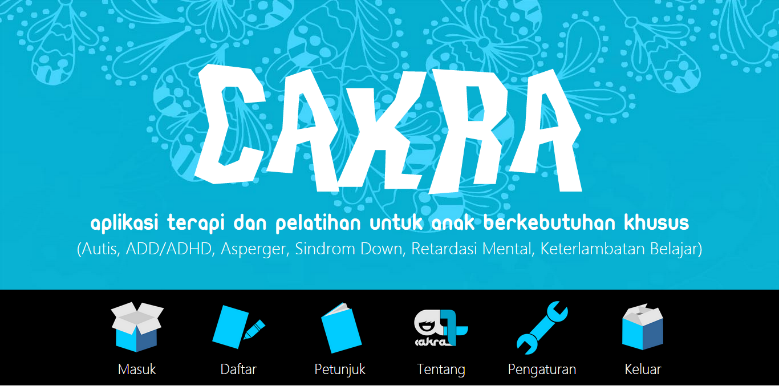 CAKRA
aplikasi terapi dan pelatihan untuk anak berkebutuhan khusus
(Autis, ADD/ADHD, Asperger, Sindrom Down, Retardasi Mental, Keterlambatan Belajar)
cakra
Masuk Daftar Petunjuk Tentang Pengaturan Keluar